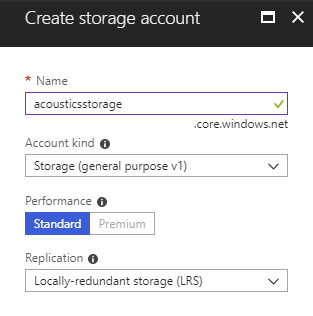 Create storage account
* Name
acousticsstorage
.core.windows.net
Account kind
Storage (general purpose v1)
Performance
Standard Premium
Replication
Locally-redundant storage (LRS)